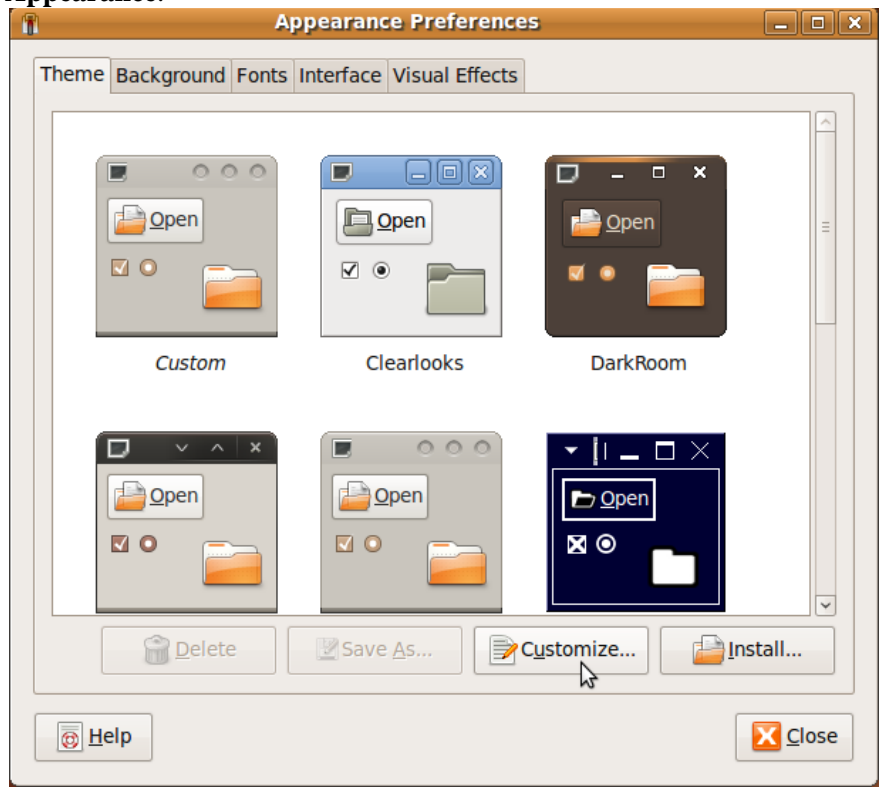 Appearance.
Appearance Preferences
Theme Background Fonts Interface Visual Effects
Open Open Open
Custom Clearlooks DarkRoom
Open Open Open
Delete Save As... Customize... Install...
Help Close